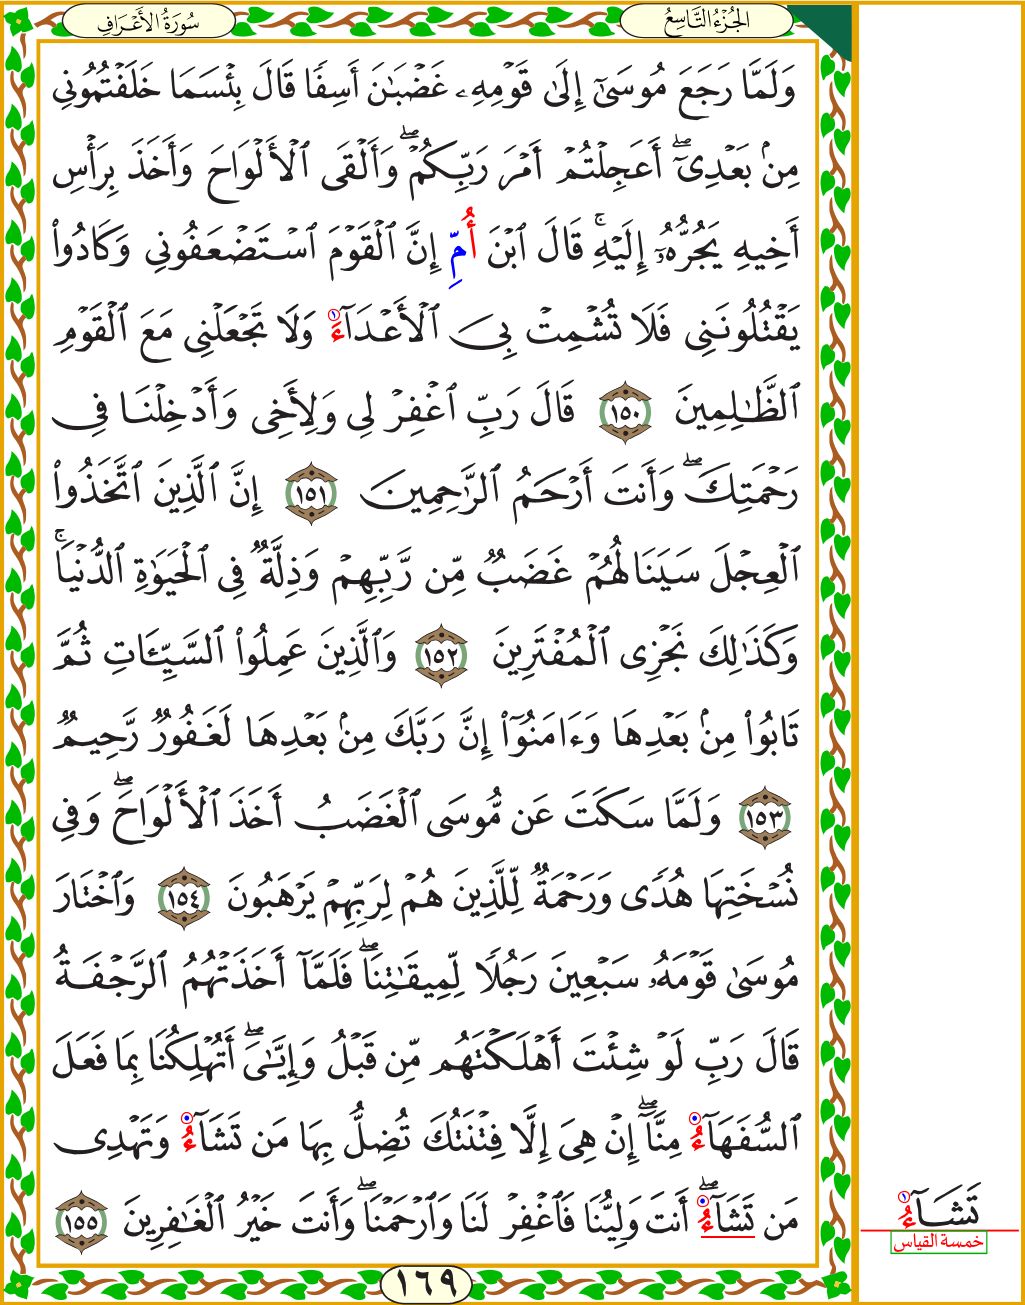 الجُزْءُ التَّاسِعُ
سُورَةُ الأَعْرَافِ
وَلَمَّا رَجَعَ مُوسَىٰٓ إِلَىٰ قَوْمِهِۦ غَضْبَٰنَ أَسِفًا قَالَ بِئْسَمَا خَلَفْتُمُونِي
مِنۢ بَعْدِيٓۖ أَعَجِلْتُمْ أَمْرَ رَبِّكُمْۖ وَأَلْقَى ٱلْأَلْوَاحَ وَأَخَذَ بِرَأْسِ
أَخِيهِ يَجُرُّهُۥٓ إِلَيْهِۚ قَالَ ٱبْنَ أُمِّ إِنَّ ٱلْقَوْمَ ٱسْتَضْعَفُونِي وَكَادُوا۟
يَقْتُلُونَنِي فَلَا تُشْمِتْ بِيَ ٱلْأَعْدَآءَ ١ وَلَا تَجْعَلْنِي مَعَ ٱلْقَوْمِ
ٱلظَّٰلِمِينَ ١٥٠ قَالَ رَبِّ ٱغْفِرْ لِي وَلِأَخِي وَأَدْخِلْنَا فِي
رَحْمَتِكَۖ وَأَنتَ أَرْحَمُ ٱلرَّٰحِمِينَ ١٥١ إِنَّ ٱلَّذِينَ ٱتَّخَذُوا۟
ٱلْعِجْلَ سَيَنَالُهُمْ غَضَبٌ مِّن رَّبِّهِمْ وَذِلَّةٌ فِي ٱلْحَيَوٰةِ ٱلدُّنْيَاۚ
وَكَذَٰلِكَ نَجْزِي ٱلْمُفْتَرِينَ ١٥٢ وَٱلَّذِينَ عَمِلُوا۟ ٱلسَّيِّـَٔاتِ ثُمَّ
تَابُوا۟ مِنۢ بَعْدِهَا وَءَامَنُوٓا۟ إِنَّ رَبَّكَ مِنۢ بَعْدِهَا لَغَفُورٌ رَّحِيمٌ
١٥٣ وَلَمَّا سَكَتَ عَن مُّوسَى ٱلْغَضَبُ أَخَذَ ٱلْأَلْوَاحَۖ وَفِي
نُسْخَتِهَا هُدًى وَرَحْمَةٌ لِّلَّذِينَ هُمْ لِرَبِّهِمْ يَرْهَبُونَ ١٥٤ وَٱخْتَارَ
مُوسَىٰ قَوْمَهُۥ سَبْعِينَ رَجُلًا لِّمِيقَٰتِنَاۖ فَلَمَّآ أَخَذَتْهُمُ ٱلرَّجْفَةُ
قَالَ رَبِّ لَوْ شِئْتَ أَهْلَكْتَهُم مِّن قَبْلُ وَإِيَّٰيَۖ أَتُهْلِكُنَا بِمَا فَعَلَ
ٱلسُّفَهَآءُ مِنَّآۖ إِنْ هِيَ إِلَّا فِتْنَتُكَ تُضِلُّ بِهَا مَن تَشَآءُ وَتَهْدِي
مَن تَشَآءُۖ أَنتَ وَلِيُّنَا فَٱغْفِرْ لَنَا وَٱرْحَمْنَاۖ وَأَنتَ خَيْرُ ٱلْغَٰفِرِينَ ١٥٥
تَشَآءُ ١
خمسة القياس
١٦٩